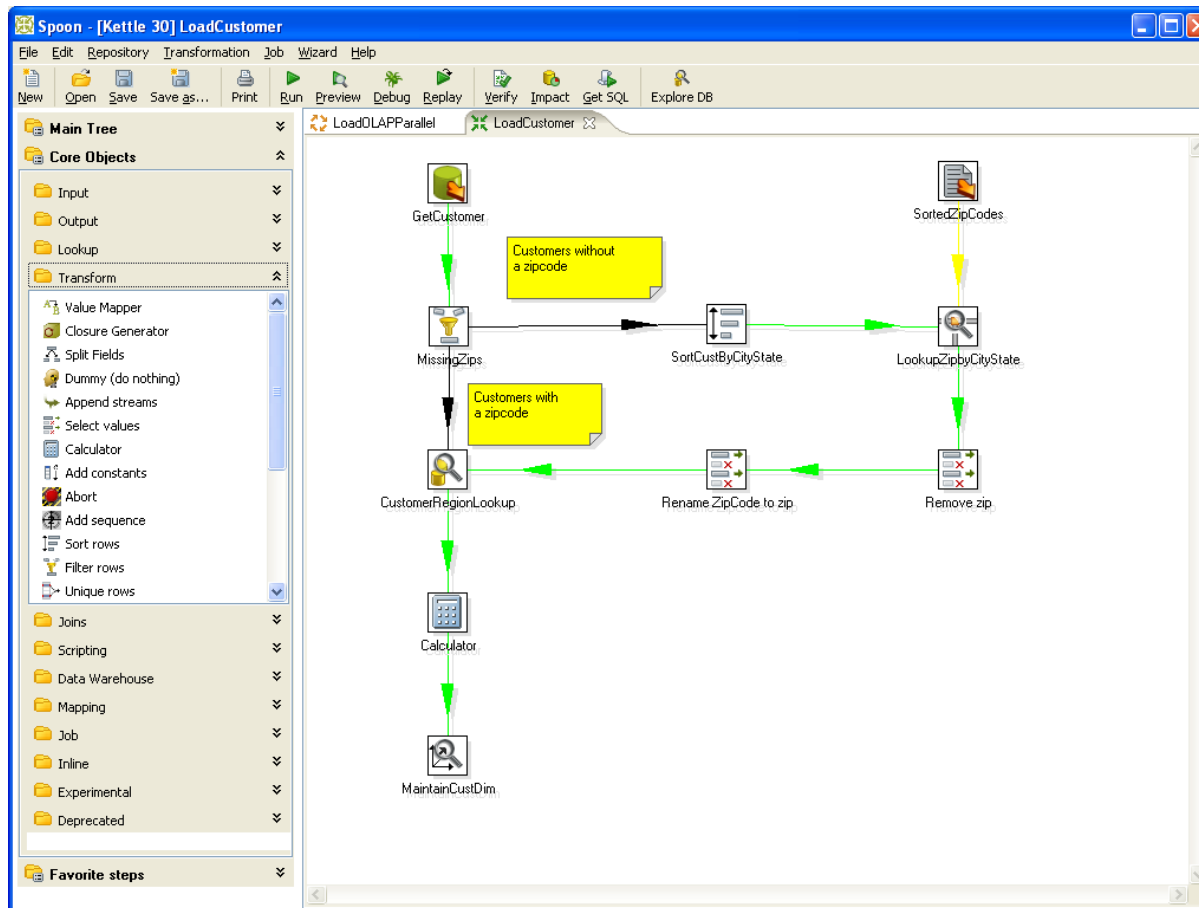 Spoon - [Kettle 30] LoadCustomer
File Edit Repository Transformation Job Wizard Help
New Open Save Save as... Print Run Preview Debug Replay Verify Impact Get SQL Explore DB
Main Tree
Core Objects
Input
Output
Lookup
Transform
Value Mapper
Closure Generator
Split Fields
Dummy (do nothing)
Append streams
Select values
Calculator
Add constants
Abort
Add sequence
Sort rows
Filter rows
Unique rows
Joins
Scripting
Data Warehouse
Mapping
Job
Inline
Experimental
Deprecated
Favorite steps
LoadOLAPParallel LoadCustomer
GetCustomer
SortedZipCodes
Customers without
a zipcode
MissingZips
SortCustByCityState
LookupZipbyCityState
Customers with
a zipcode
CustomerRegionLookup
Rename ZipCode to zip
Remove zip
Calculator
MaintainCustDim